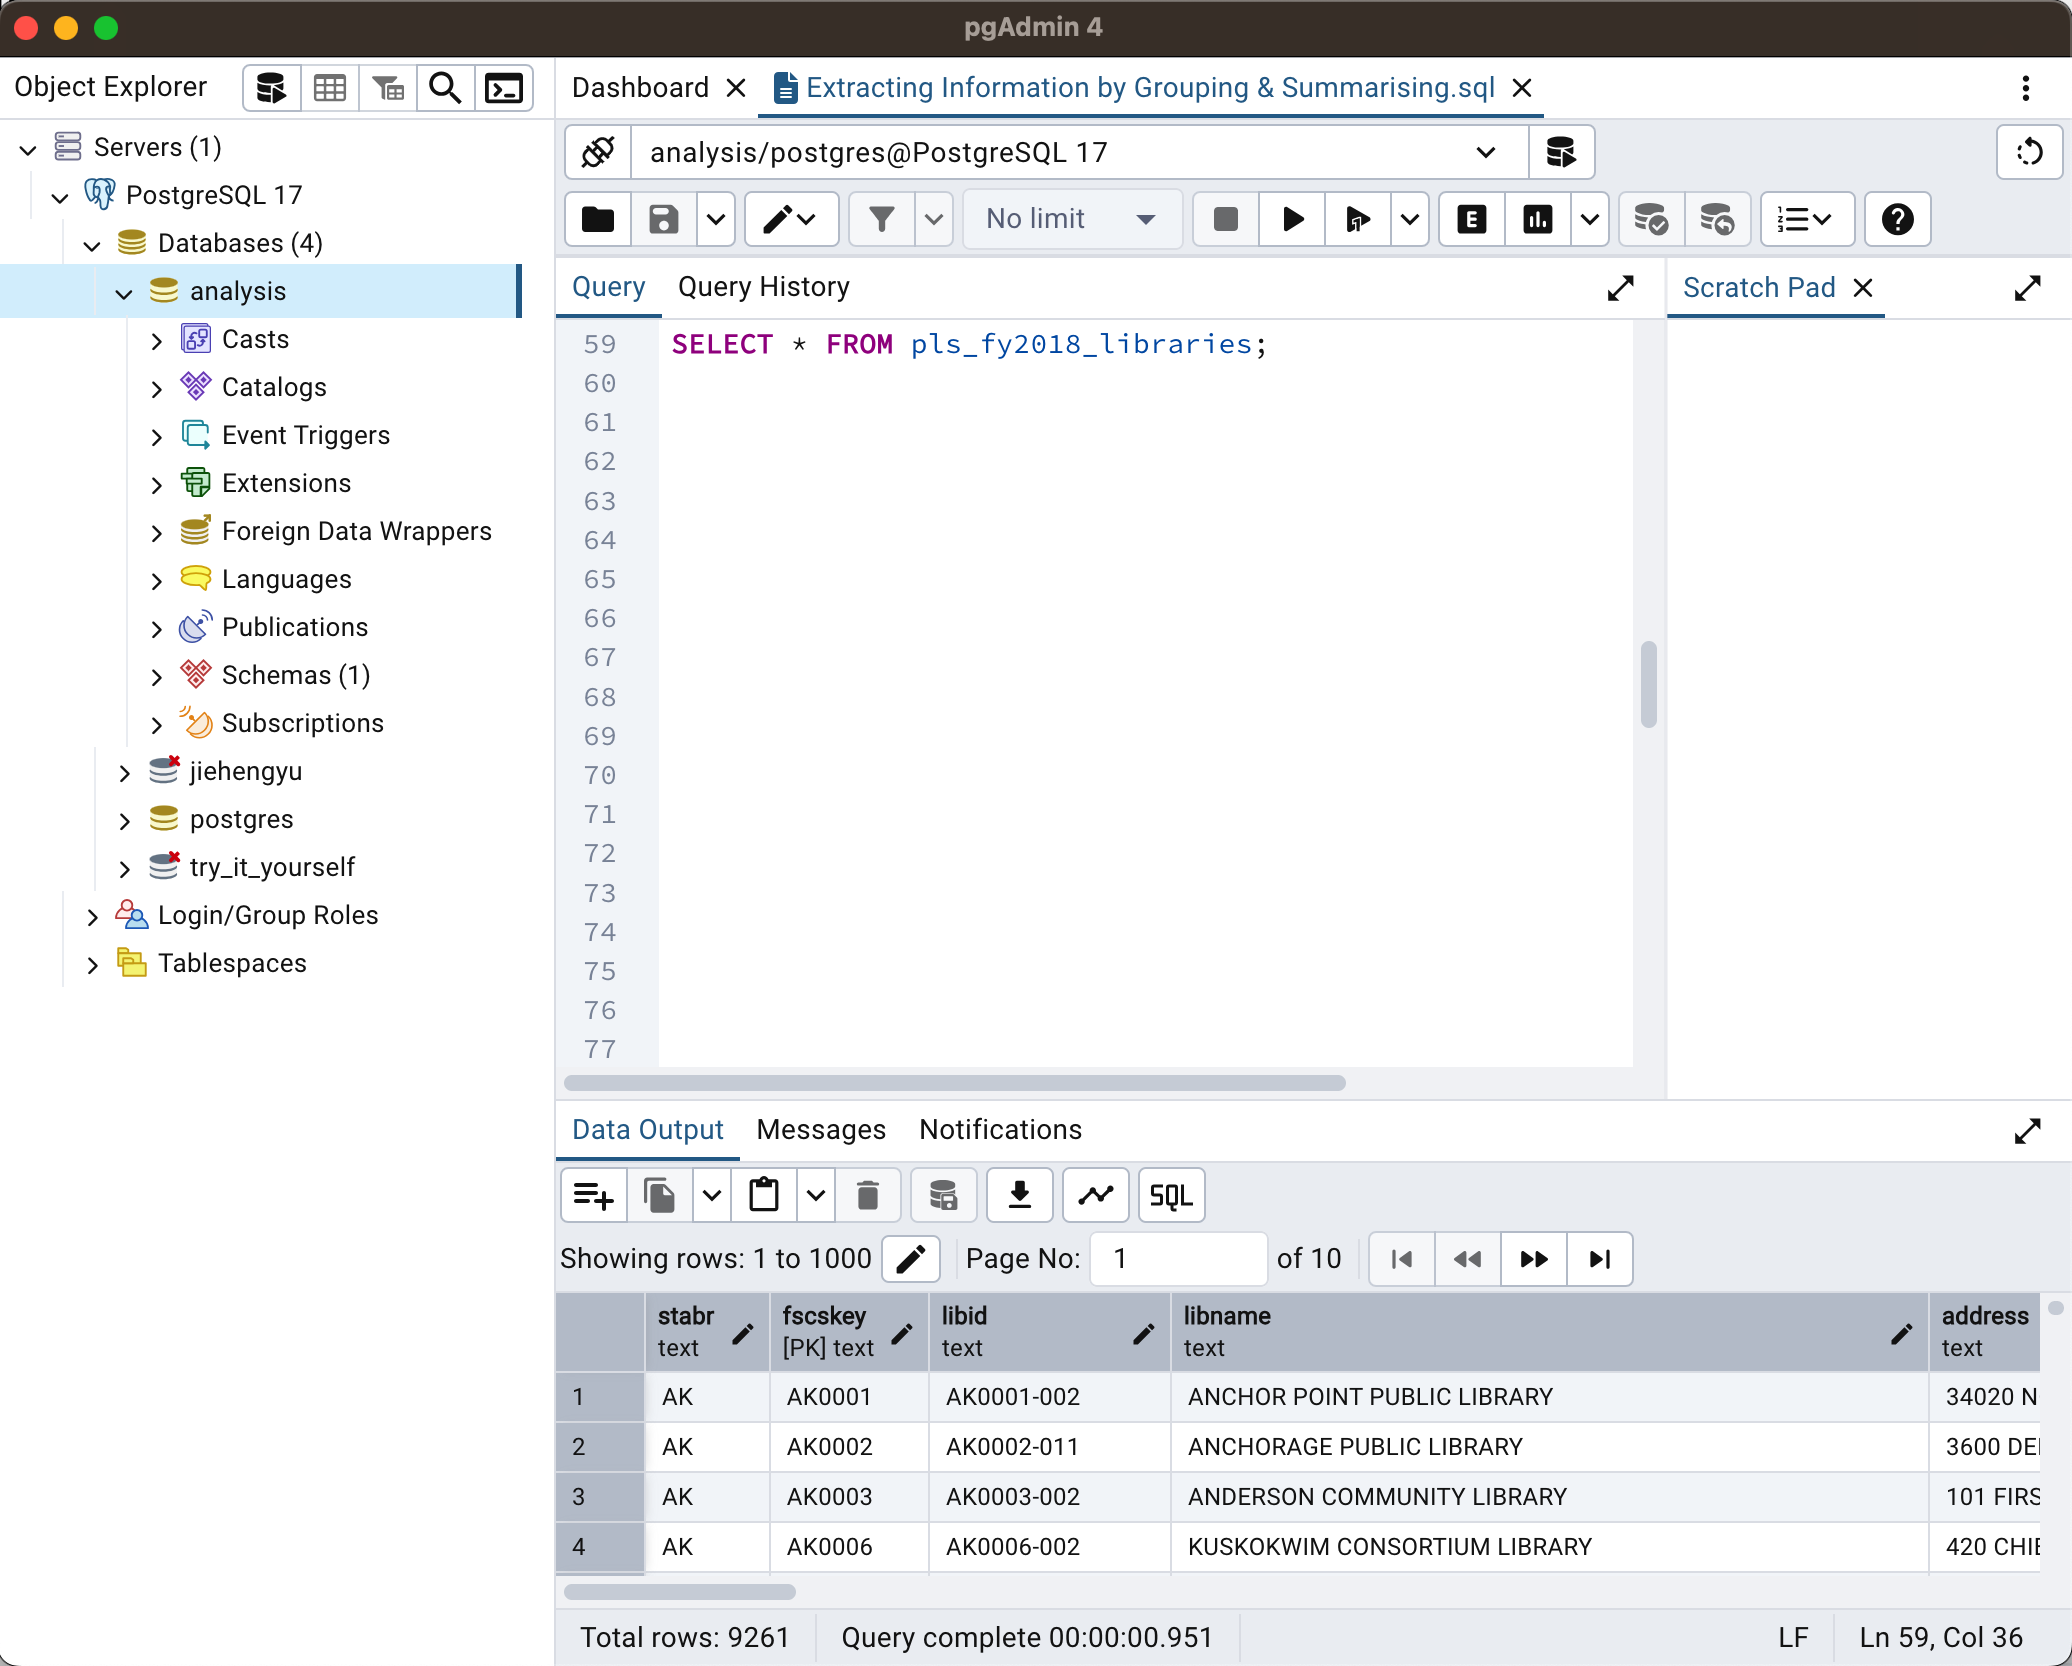 pgAdmin 4
Object Explorer
Servers (1)
PostgreSQL 17
Databases (4)
analysis
Casts
Catalogs
Event Triggers
Extensions
Foreign Data Wrappers
Languages
Publications
Schemas (1)
Subscriptions
jiehengyu
postgres
try_it_yourself
Login/Group Roles
Tablespaces
Dashboard Extracting Information by Grouping & Summarising.sql
analysis/postgres@PostgreSQL 17
No limit E
Query Query History Scratch Pad
59 SELECT * FROM pls_fy2018_libraries;
60
61
62
63
64
65
66
67
68
69
70
71
72
73
74
75
76
77
Data Output Messages Notifications
SQL
Showing rows: 1 to 1000 Page No: 1 of 10
stabr fscskey libid libname address
text [PK] text text text text
1 AK AK0001 AK0001-002 ANCHOR POINT PUBLIC LIBRARY 34020 N
2 AK AK0002 AK0002-011 ANCHORAGE PUBLIC LIBRARY 3600 DE
3 AK AK0003 AK0003-002 ANDERSON COMMUNITY LIBRARY 101 FIRS
4 AK AK0006 AK0006-002 KUSKOKWIM CONSORTIUM LIBRARY 420 CHIE
Total rows: 9261 Query complete 00:00:00.951 LF Ln 59, Col 36